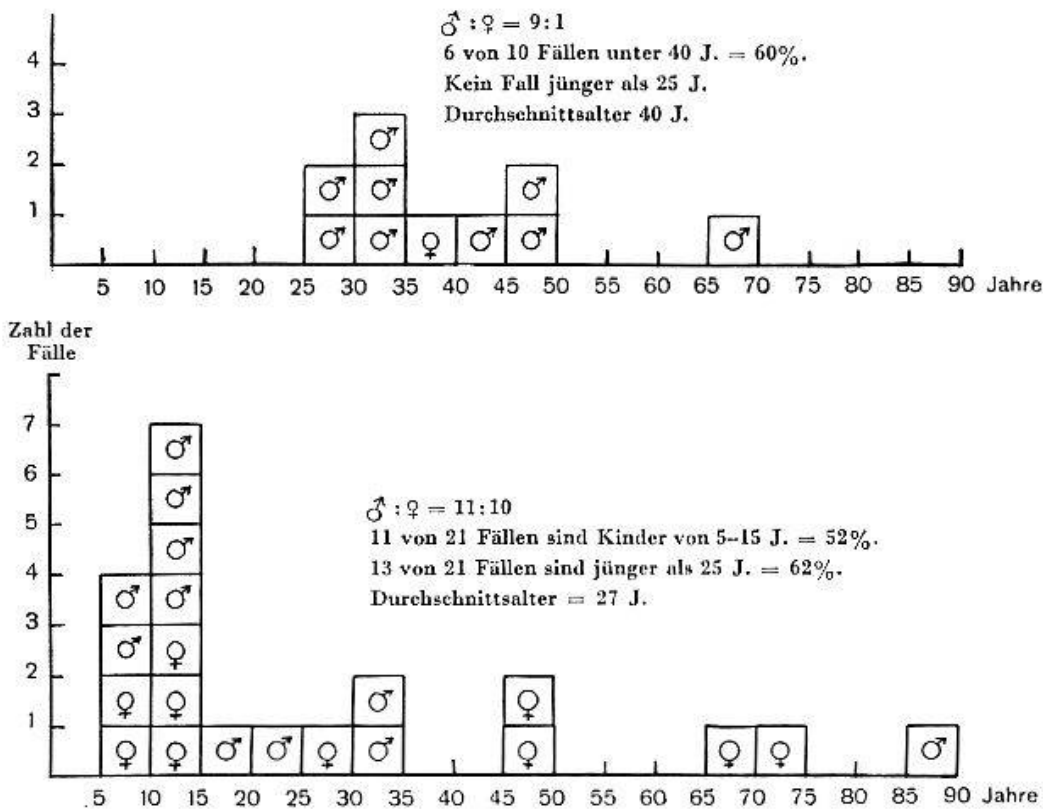 ♂ : ♀ = 9:1
6 von 10 Fällen unter 40 J. = 60%.
Kein Fall jünger als 25 J.
Durchschnittsalter 40 J.
4
3
2
1
5 10 15 20 25 30 35 40 45 50 55 60 65 70 75 80 85 90 Jahre
Zahl der
Fälle
7
6
5
4
3
2
1
♂ : ♀ = 11:10
11 von 21 Fällen sind Kinder von 5–15 J. = 52%.
13 von 21 Fällen sind jünger als 25 J. = 62%.
Durchschnittsalter = 27 J.
5 10 15 20 25 30 35 40 45 50 55 60 65 70 75 80 85 90 Jahre